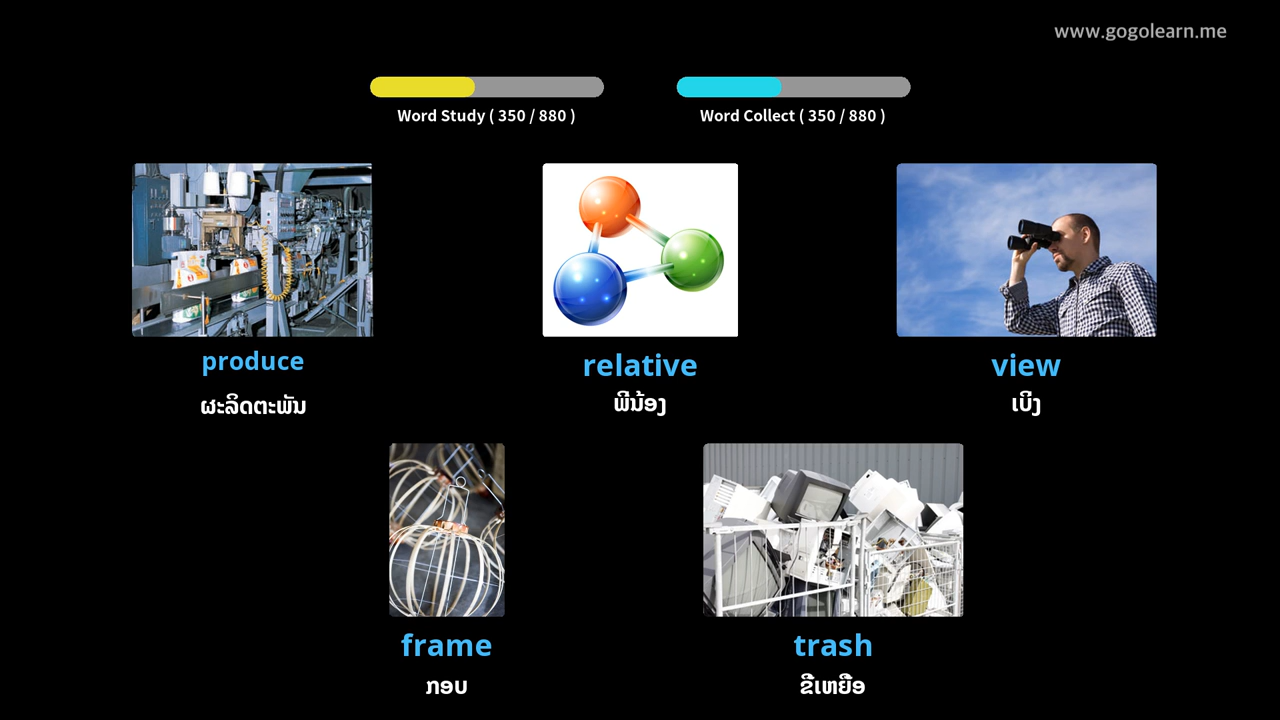 www.gogolearn.me
Word Study ( 350 / 880 )
Word Collect ( 350 / 880 )
produce
ຜະລິດຕະພັນ
relative
ພີ່ນ້ອງ
view
ເບິ່ງ
frame
ກອບ
trash
ຂີ້ເຫຍື້ອ